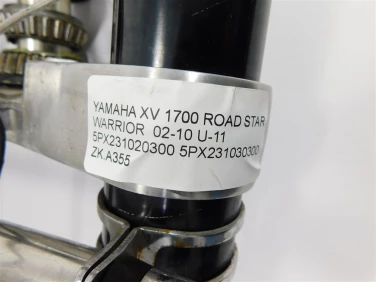 YAMAHA XV 1700 ROAD STAR
WARRIOR 02-10 U-11
5PX231020300 5PX231030300
ZK.A355